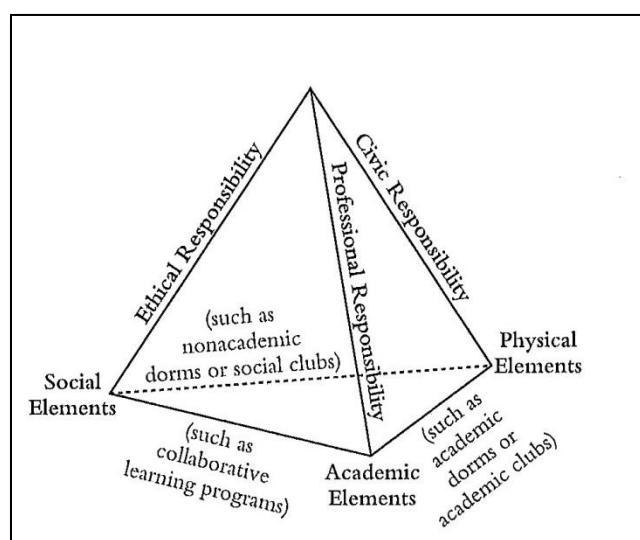 Ethical Responsibility
Professional Responsibility
Civic Responsibility
(such as
nonacademic
dorms or social clubs)
Physical
Elements
Social
Elements
(such as
collaborative
learning programs)
Academic
Elements
(such as
academic
dorms or
academic clubs)